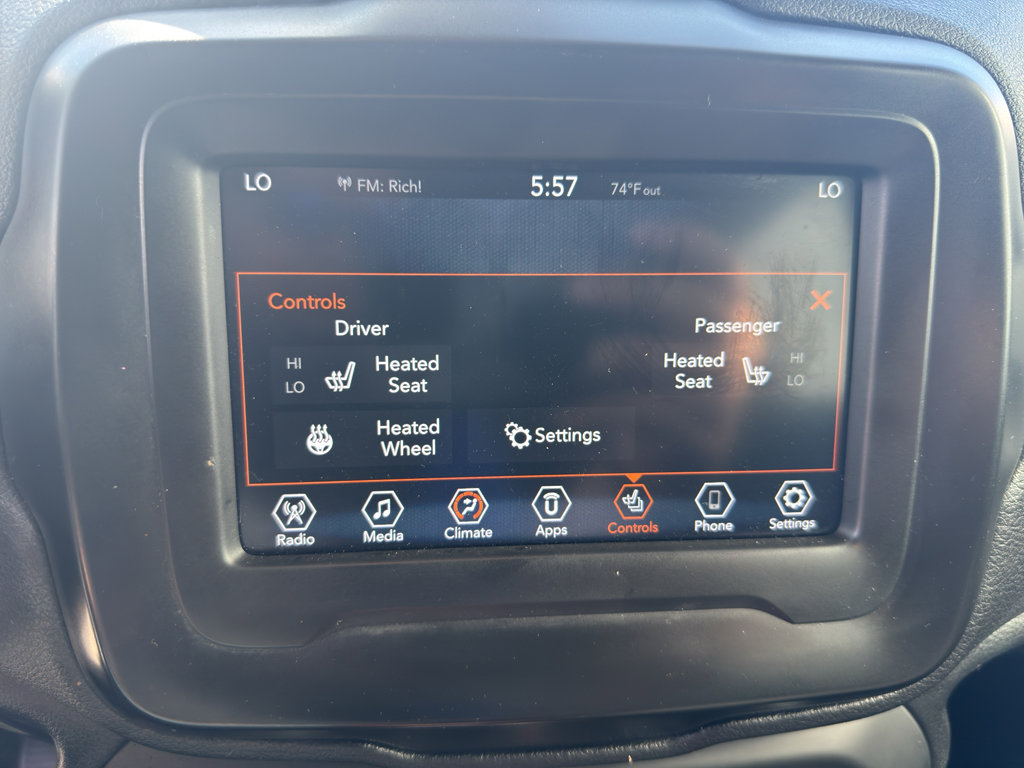 LO FM: Rich! 5:57 74°F out LO
Controls
Driver Passenger
HI Heated Heated HI
LO Seat Seat LO
Heated
Wheel
Settings
Radio Media Climate Apps Controls Phone Settings